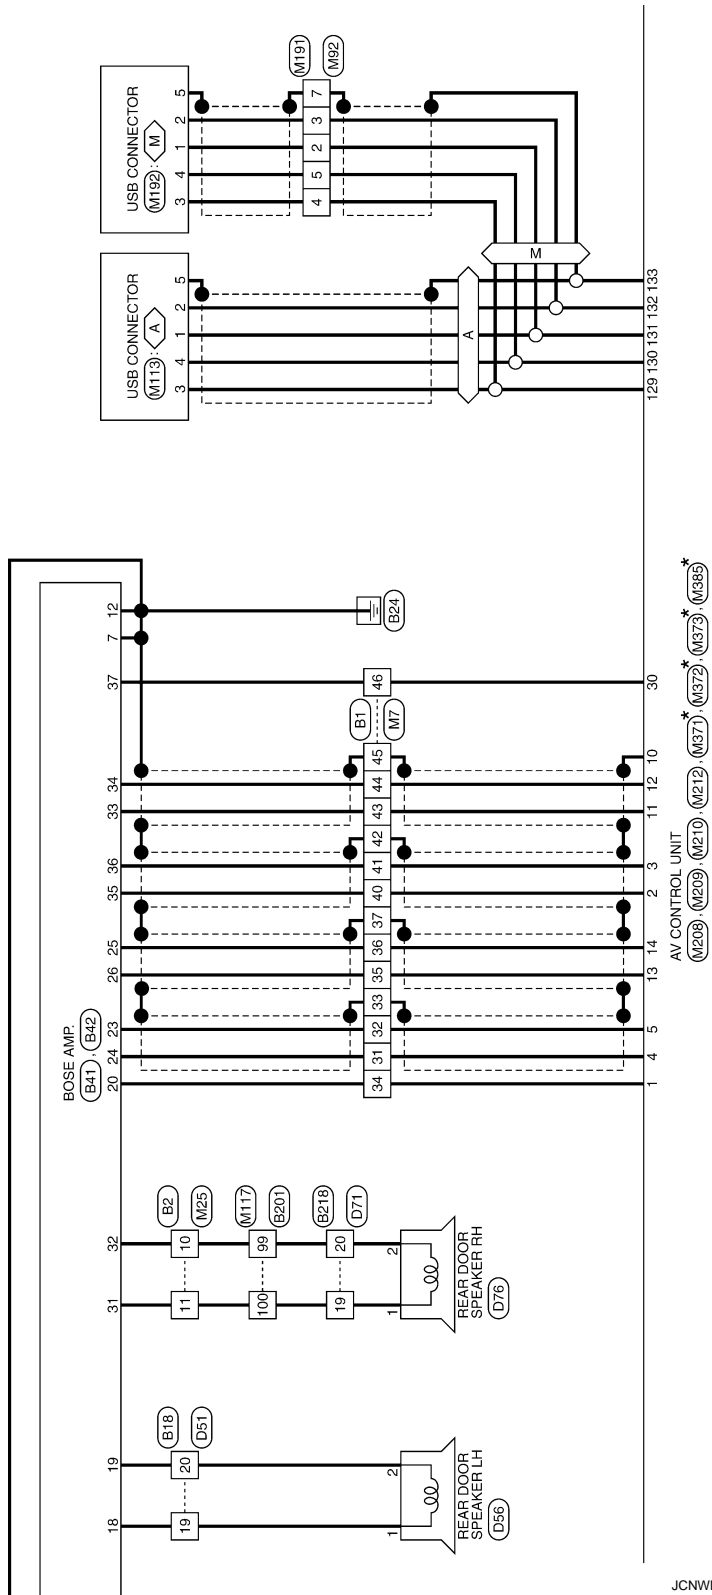 USB CONNECTOR
M192 : M
5
2
1
4
3
M191
M92
7
3
2
5
4
M
USB CONNECTOR
M113 : A
5
2
1
4
3
A
133
132
131
130
129
BOSE AMP.
B41 , B42
12
7
37
34
33
36
35
25
26
23
24
20
B24
B1
M7
46
45
44
43
42
41
40
37
36
35
33
32
31
34
30
10
12
11
3
2
14
13
5
4
1
AV CONTROL UNIT
M208 , M209 , M210 , M212 , M371* , M372* , M373* , M385*
32
31
B2
M25
10
11
M117
B201
99
100
B218
D71
20
19
2
1
REAR DOOR
SPEAKER RH
D76
19
18
B18
D51
20
19
2
1
REAR DOOR
SPEAKER LH
D56